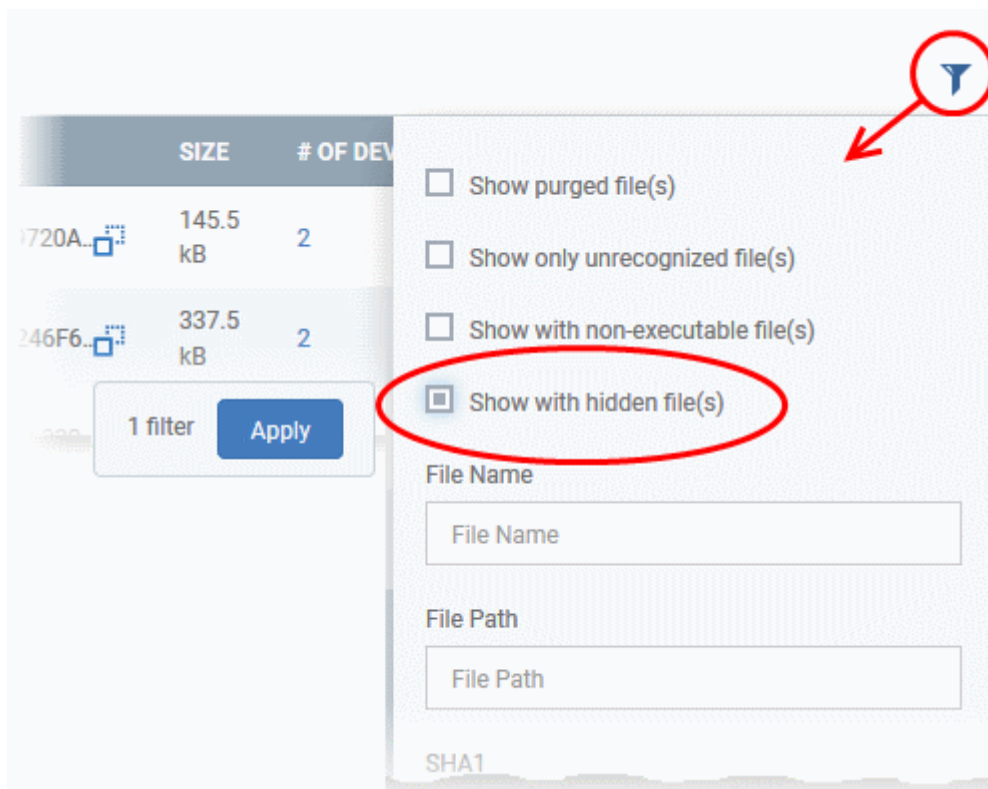 SIZE # OF DEV
720A..
145.5
kB
2
246F6..
337.5
kB
2
1 filter Apply
Show purged file(s)
Show only unrecognized file(s)
Show with non-executable file(s)
Show with hidden file(s)
File Name
File Name
File Path
File Path
SHA1